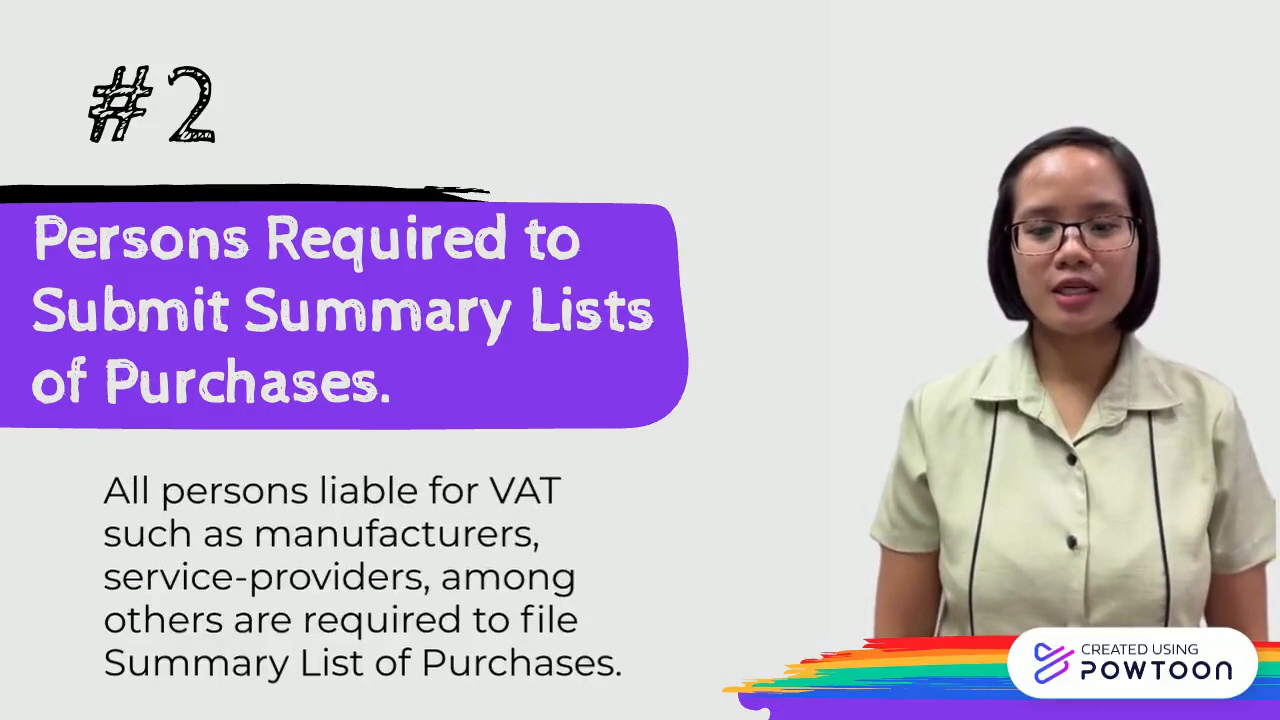 #2
Persons Required to
Submit Summary Lists
of Purchases.
All persons liable for VAT
such as manufacturers,
service-providers, among
others are required to file
Summary List of Purchases.
CREATED USING
POWTOON